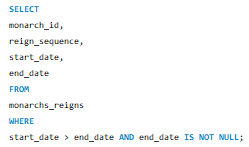 SELECT
monarch_id,
reign_sequence,
start_date,
end_date
FROM
monarchs_reigns
WHERE
start_date > end_date AND end_date IS NOT NULL;